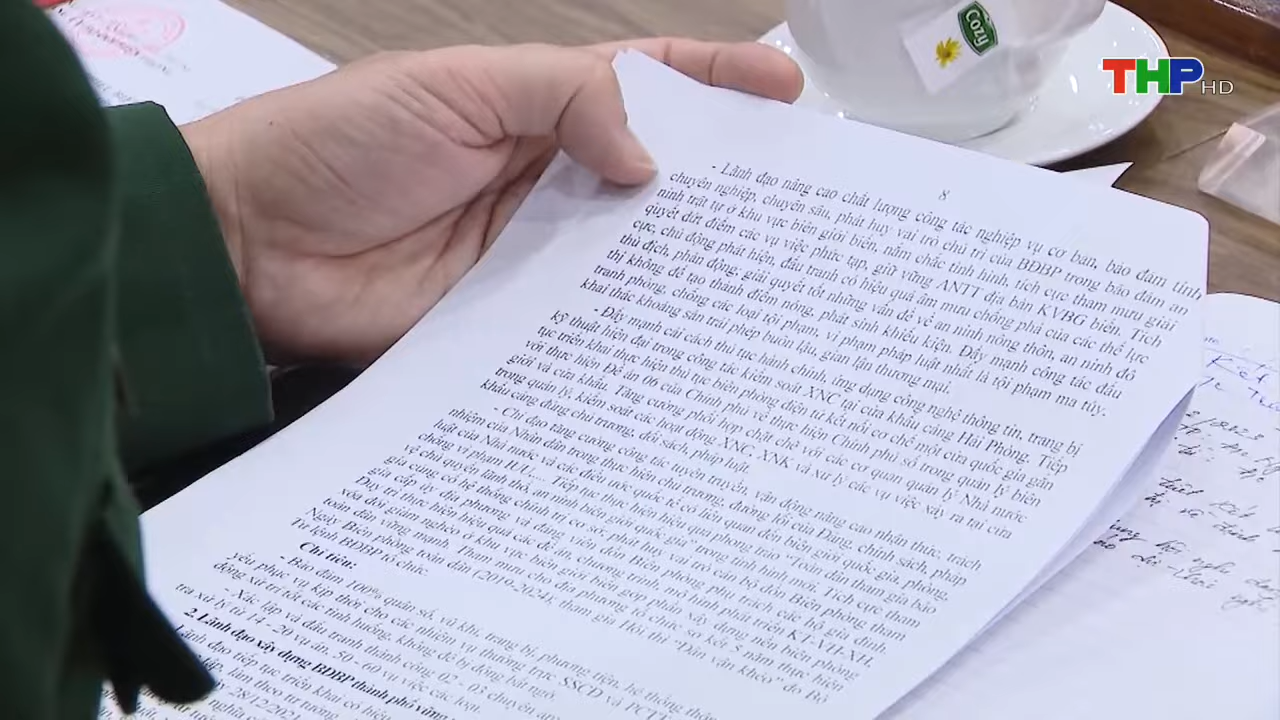 THP HD
Cozy
8
- Lãnh đạo nâng cao chất lượng công tác nghiệp vụ cơ bản, bảo đảm tinh
chuyên nghiệp, chuyên sâu, phát huy vai trò chủ trì của BĐBP trong bảo đảm an
ninh trật tự ở khu vực biên giới biển, nắm chắc tình hình, tích cực tham mưu giải
quyết dứt điểm các vụ việc phức tạp, giữ vững ANTT địa bàn KVBG biển. Tích
cực, chủ động phát hiện, đấu tranh có hiệu quả âm mưu chống phá của các thế lực
thù địch, phản động; giải quyết tốt những vấn đề về an ninh nông thôn, an ninh đô
thị không để tạo thành điểm nóng, phát sinh khiếu kiện. Đẩy mạnh công tác đấu
tranh phòng, chống các loại tội phạm, vi phạm pháp luật nhất là tội phạm ma túy,
khai thác khoáng sản trái phép buôn lậu, gian lận thương mại.
- Đẩy mạnh cải cách thủ tục hành chính, ứng dụng công nghệ thông tin, trang bị
kỹ thuật hiện đại trong công tác kiểm soát XNC tại cửa khẩu cảng Hải Phòng. Tiếp
tục triển khai thực hiện thủ tục biên phòng điện tử kết nối cơ chế một cửa quốc gia gắn
với thực hiện Đề án 06 của Chính phủ về thực hiện Chính phủ số trong quản lý biên
giới và cửa khẩu. Tăng cường phối hợp chặt chẽ với các cơ quan quản lý Nhà nước
trong quản lý, kiểm soát các hoạt động XNC, XNK và xử lý các vụ việc xảy ra tại cửa
khẩu cảng đúng chủ trương, đối sách, pháp luật.
- Chỉ đạo tăng cường công tác tuyên truyền, vận động nâng cao nhận thức, trách
nhiệm của Nhân dân trong thực hiện chủ trương, đường lối của Đảng, chính sách, pháp
luật của Nhà nước và các điều ước quốc tế có liên quan đến biên giới quốc gia, phòng,
chống vi phạm IUU... Tiếp tục thực hiện hiệu quả phong trào “Toàn dân tham gia bảo
vệ chủ quyền lãnh thổ, an ninh biên giới quốc gia” trong tình hình mới. Tích cực tham
gia củng cố hệ thống chính trị cơ sở, phát huy vai trò cán bộ đồn Biên phòng tham
gia cấp ủy địa phương, và đảng viên đồn Biên phòng phụ trách các hộ gia đình.
Duy trì thực hiện hiệu quả các đề án, chương trình, mô hình phát triển KT-VH-XH,
xóa đói giảm nghèo ở khu vực biên giới biển góp phần xây dựng nền biên phòng
toàn dân vững mạnh. Tham mưu cho địa phương tổ chức sơ kết 5 năm thực hiện
Ngày Biên phòng toàn dân (2019-2024), tham gia Hội thi “Dân vận khéo” do Bộ
Tư lệnh BĐBP tổ chức.
Chỉ tiêu:
- Bảo đảm 100% quân số, vũ khí, trang bị, phương tiện, hệ thống
yếu phục vụ kịp thời cho các nhiệm vụ thường trực SSCĐ và PCTT
động xử trí tốt các tình huống, không để bị động bất ngờ.
- Xác lập và đấu tranh thành công 02 - 03 chuyên án
tra xử lý từ 14 - 20 vụ án, 50 - 60 vụ việc các loại.
2. Lãnh đạo xây dựng BĐBP thành phố vững